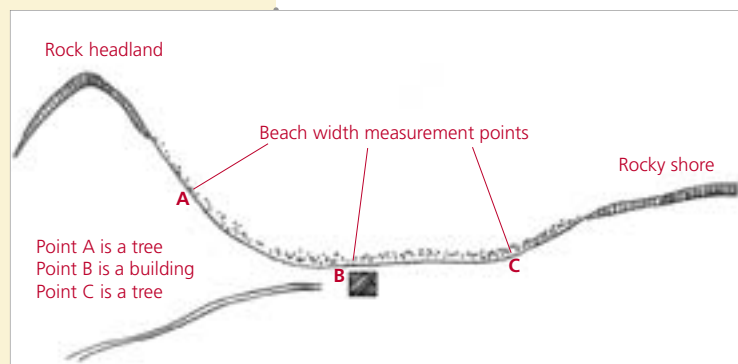 Rock headland
Beach width measurement points
Rocky shore
A
Point A is a tree
Point B is a building
Point C is a tree
B
C